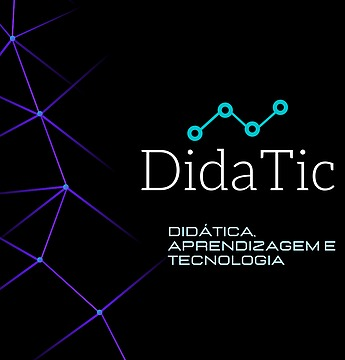 DidaTic
DIDÁTICA,
APRENDIZAGEM E
TECNOLOGIA